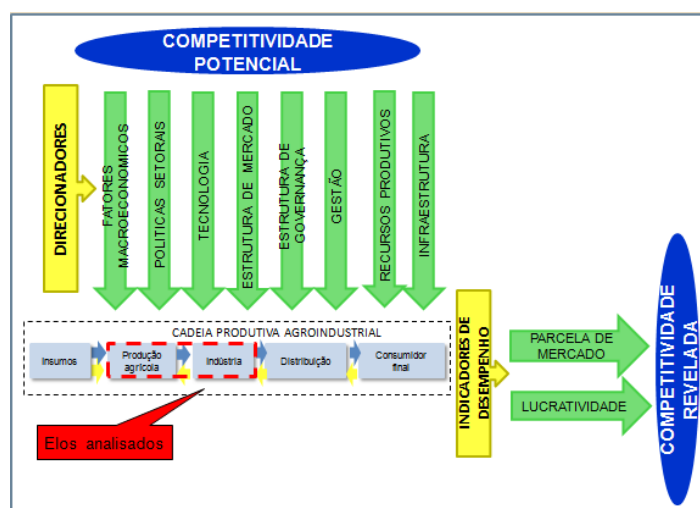 COMPETITIVIDADE
POTENCIAL
DIRECIONADORES
FATORES
MACROECONOMICOS
POLITICAS SETORAIS
TECNOLOGIA
ESTRUTURA DE MERCADO
ESTRUTURA DE
GOVERNANÇA
GESTÃO
RECURSOS PRODUTIVOS
INFRAESTRUTURA
CADEIA PRODUTIVA AGROINDUSTRIAL
Insumos
Produção
agrícola
Indústria
Distribuição
Consumidor
final
Elos analisados
INDICADORES DE
DESEMPENHO
PARCELA DE
MERCADO
LUCRATIVIDADE
COMPETITIVIDADE
REVELADA